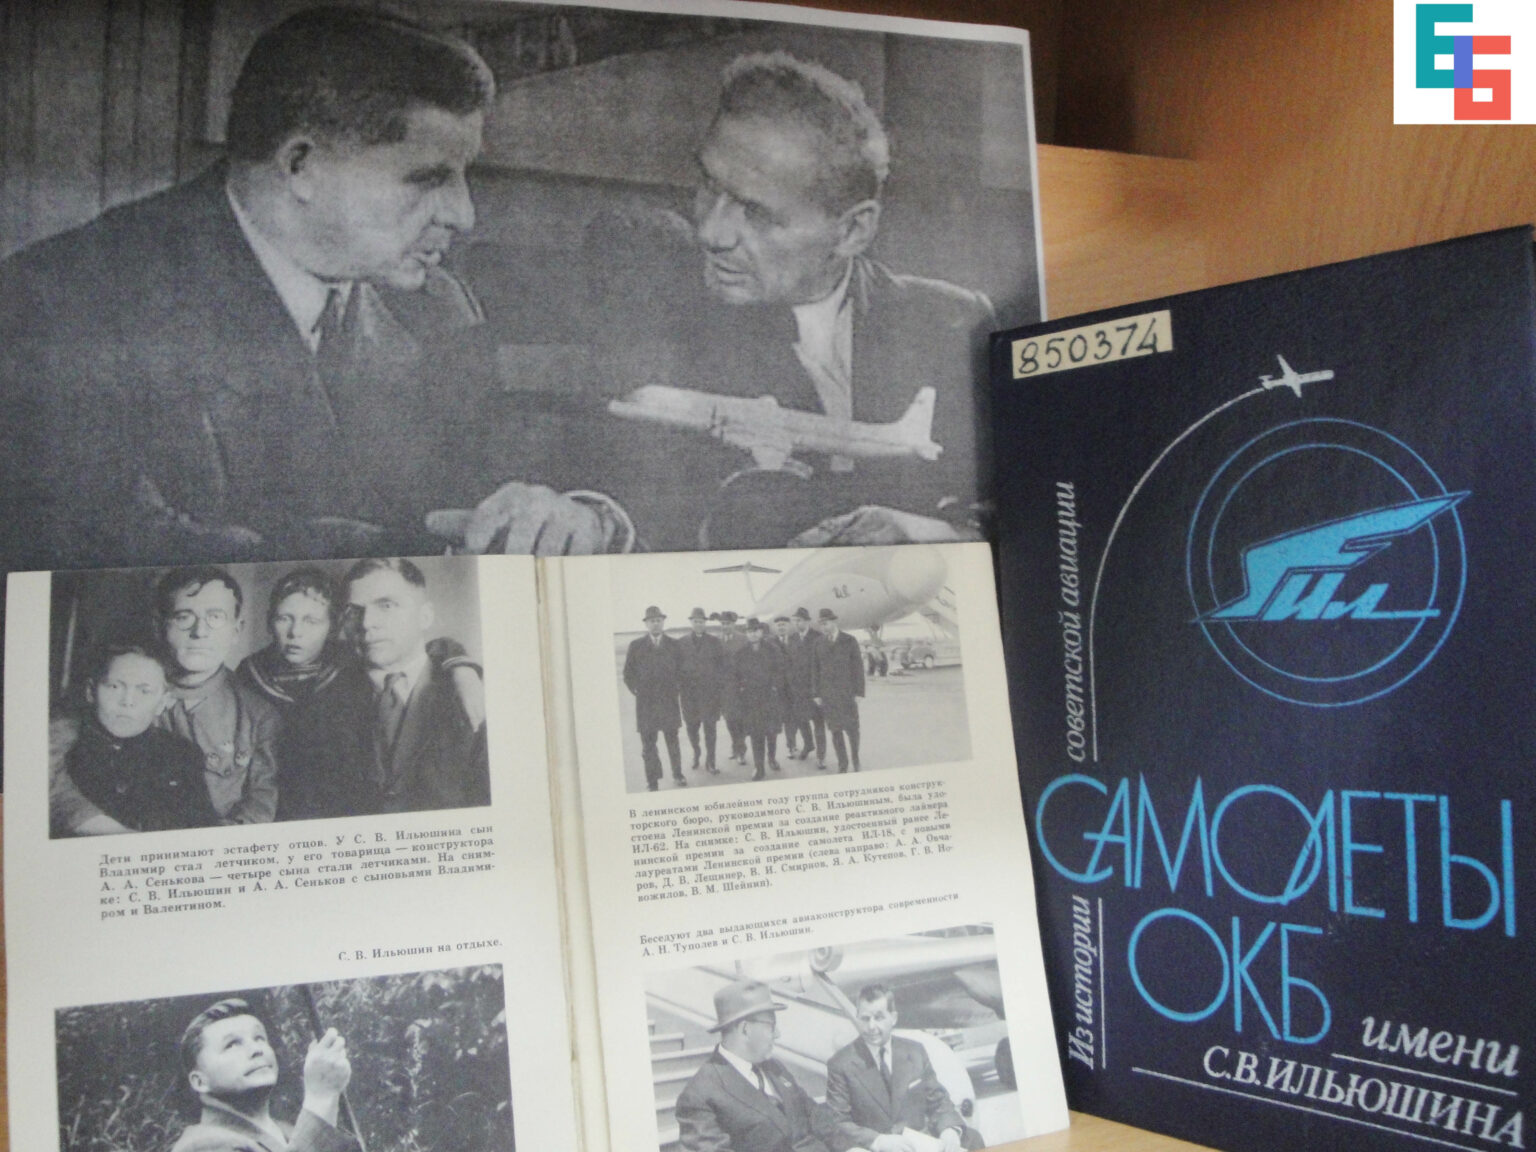 Дети принимают эстафету отцов. У С. В. Ильюшина сын
Владимир стал летчиком, у его товарища — конструктора
А. А. Сенькова — четыре сына стали летчиками. На сним-
ке: С. В. Ильюшин и А. А. Сеньков с сыновьями Владими-
ром и Валентином.
С. В. Ильюшин на отдыхе.
В ленинском юбилейном году группа сотрудников конструк-
торского бюро, руководимого С. В. Ильюшиным, была удо-
стоена Ленинской премии за создание реактивного лайнера
ИЛ-62. На снимке: С. В. Ильюшин, удостоенный ранее Ле-
нинской премии за создание самолета ИЛ-18, с новыми
лауреатами Ленинской премии (слева направо: А. А. Овча-
ров, Д. В. Лещинер, В. И. Смирнов, Я. А. Кутепов, Г. В. Но-
вожилов, В. М. Шейнин).
Беседуют два выдающихся авиаконструктора современности
А. Н. Туполев и С. В. Ильюшин.
850374
Ил
Из истории советской авиации
САМОЛЕТЫ
ОКБ
имени
С.В.ИЛЬЮШИНА